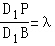 D₁P / D₁B = λ